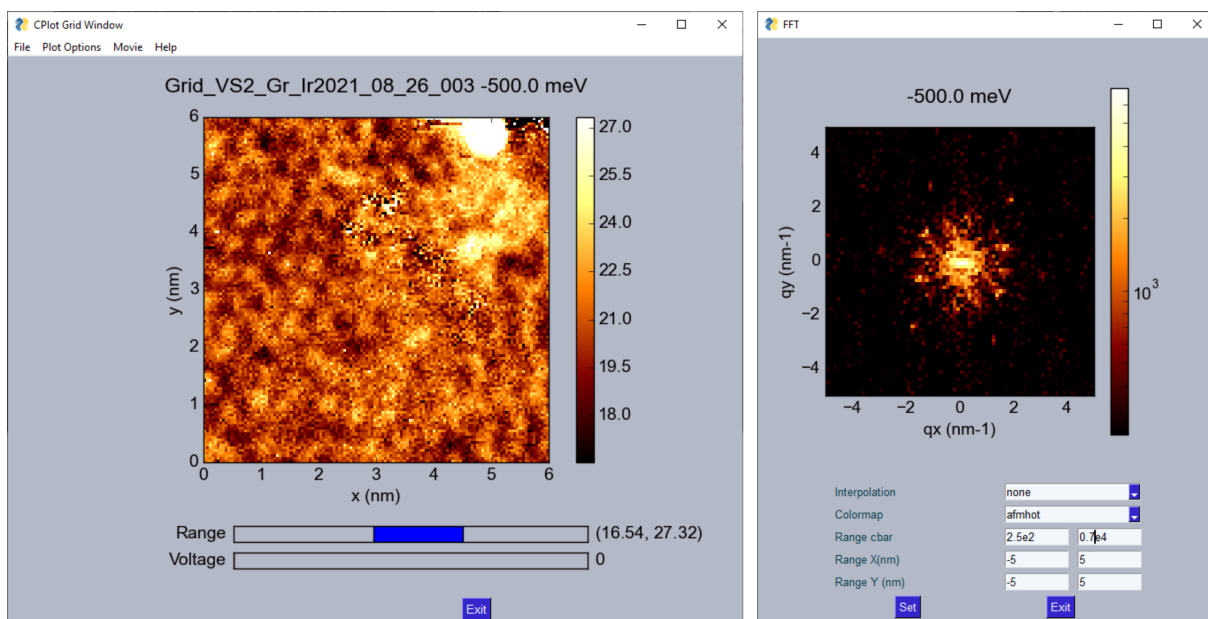 CPlot Grid Window
File Plot Options Movie Help
Grid_VS2_Gr_Ir2021_08_26_003 -500.0 meV
6
5
4
3
2
1
0
y (nm)
0 1 2 3 4 5 6
x (nm)
27.0
25.5
24.0
22.5
21.0
19.5
18.0
Range (16.54, 27.32)
Voltage 0
Exit
FFT
-500.0 meV
4
2
0
−2
−4
qy (nm-1)
−4 −2 0 2 4
qx (nm-1)
10³
Interpolation none
Colormap afmhot
Range cbar 2.5e2 0.7e4
Range X(nm) -5 5
Range Y (nm) -5 5
Set Exit